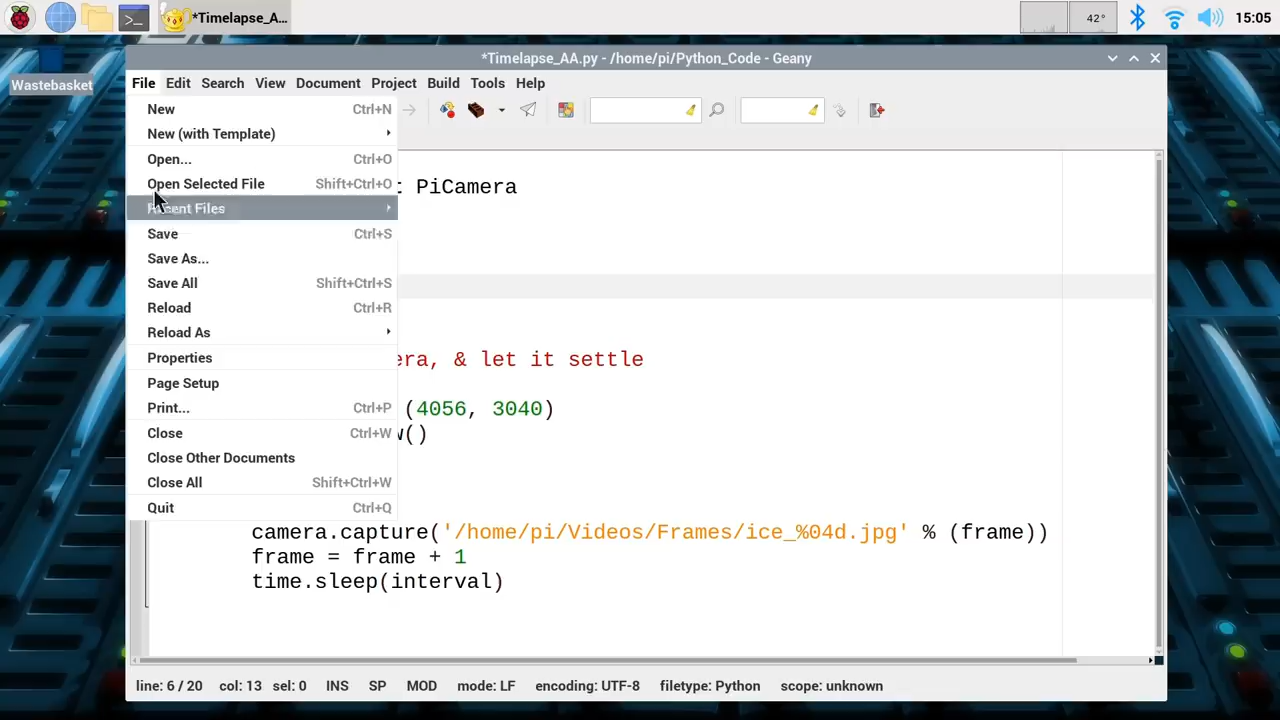 *Timelapse_A...
42°
15:05
Wastebasket
*Timelapse_AA.py - /home/pi/Python_Code - Geany
File Edit Search View Document Project Build Tools Help
New Ctrl+N
New (with Template)
Open... Ctrl+O
Open Selected File Shift+Ctrl+O
Recent Files
Save Ctrl+S
Save As...
Save All Shift+Ctrl+S
Reload Ctrl+R
Reload As
Properties
Page Setup
Print... Ctrl+P
Close Ctrl+W
Close Other Documents
Close All Shift+Ctrl+W
Quit Ctrl+Q
PiCamera
era, & let it settle
(4056, 3040)
w()
camera.capture('/home/pi/Videos/Frames/ice_%04d.jpg' % (frame))
frame = frame + 1
time.sleep(interval)
line: 6 / 20 col: 13 sel: 0 INS SP MOD mode: LF encoding: UTF-8 filetype: Python scope: unknown